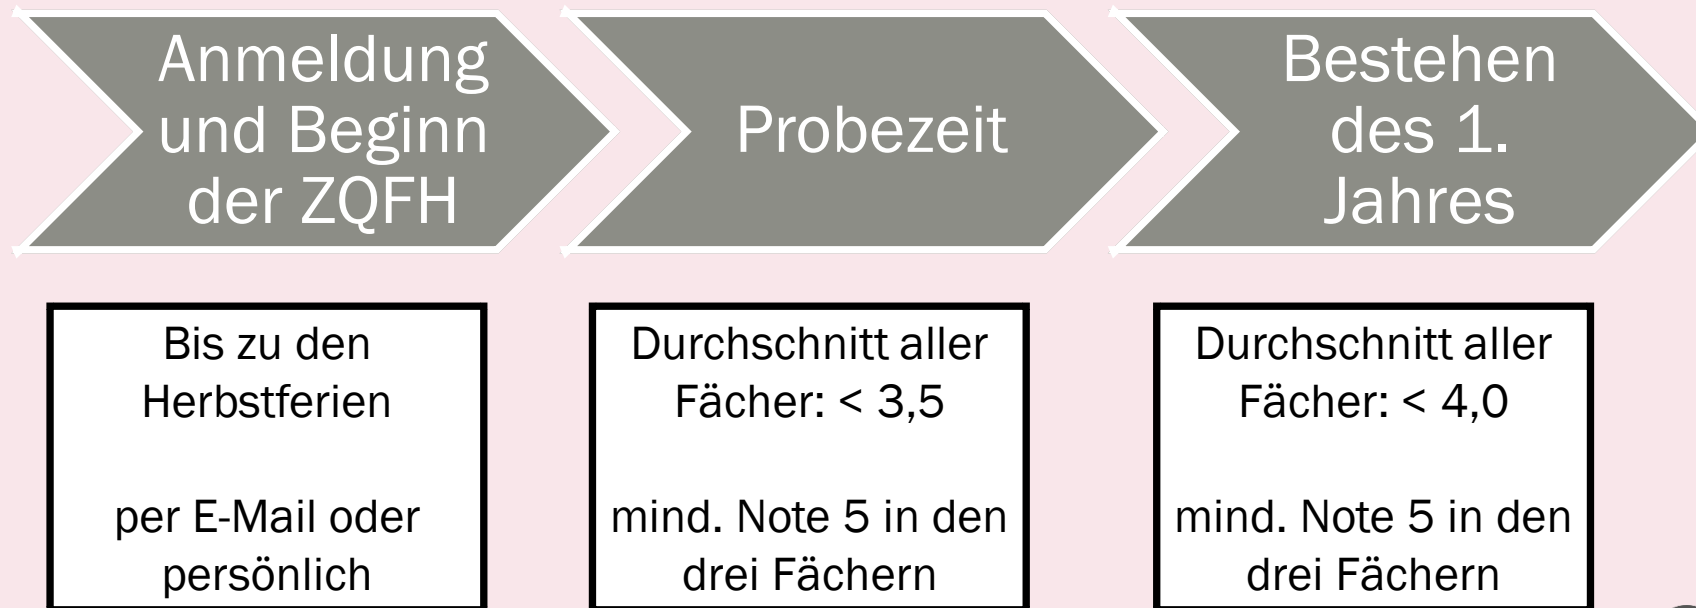 Anmeldung
und Beginn
der ZQFH
Probezeit
Bestehen
des 1.
Jahres
Bis zu den
Herbstferien
per E-Mail oder
persönlich
Durchschnitt aller
Fächer: < 3,5
mind. Note 5 in den
drei Fächern
Durchschnitt aller
Fächer: < 4,0
mind. Note 5 in den
drei Fächern